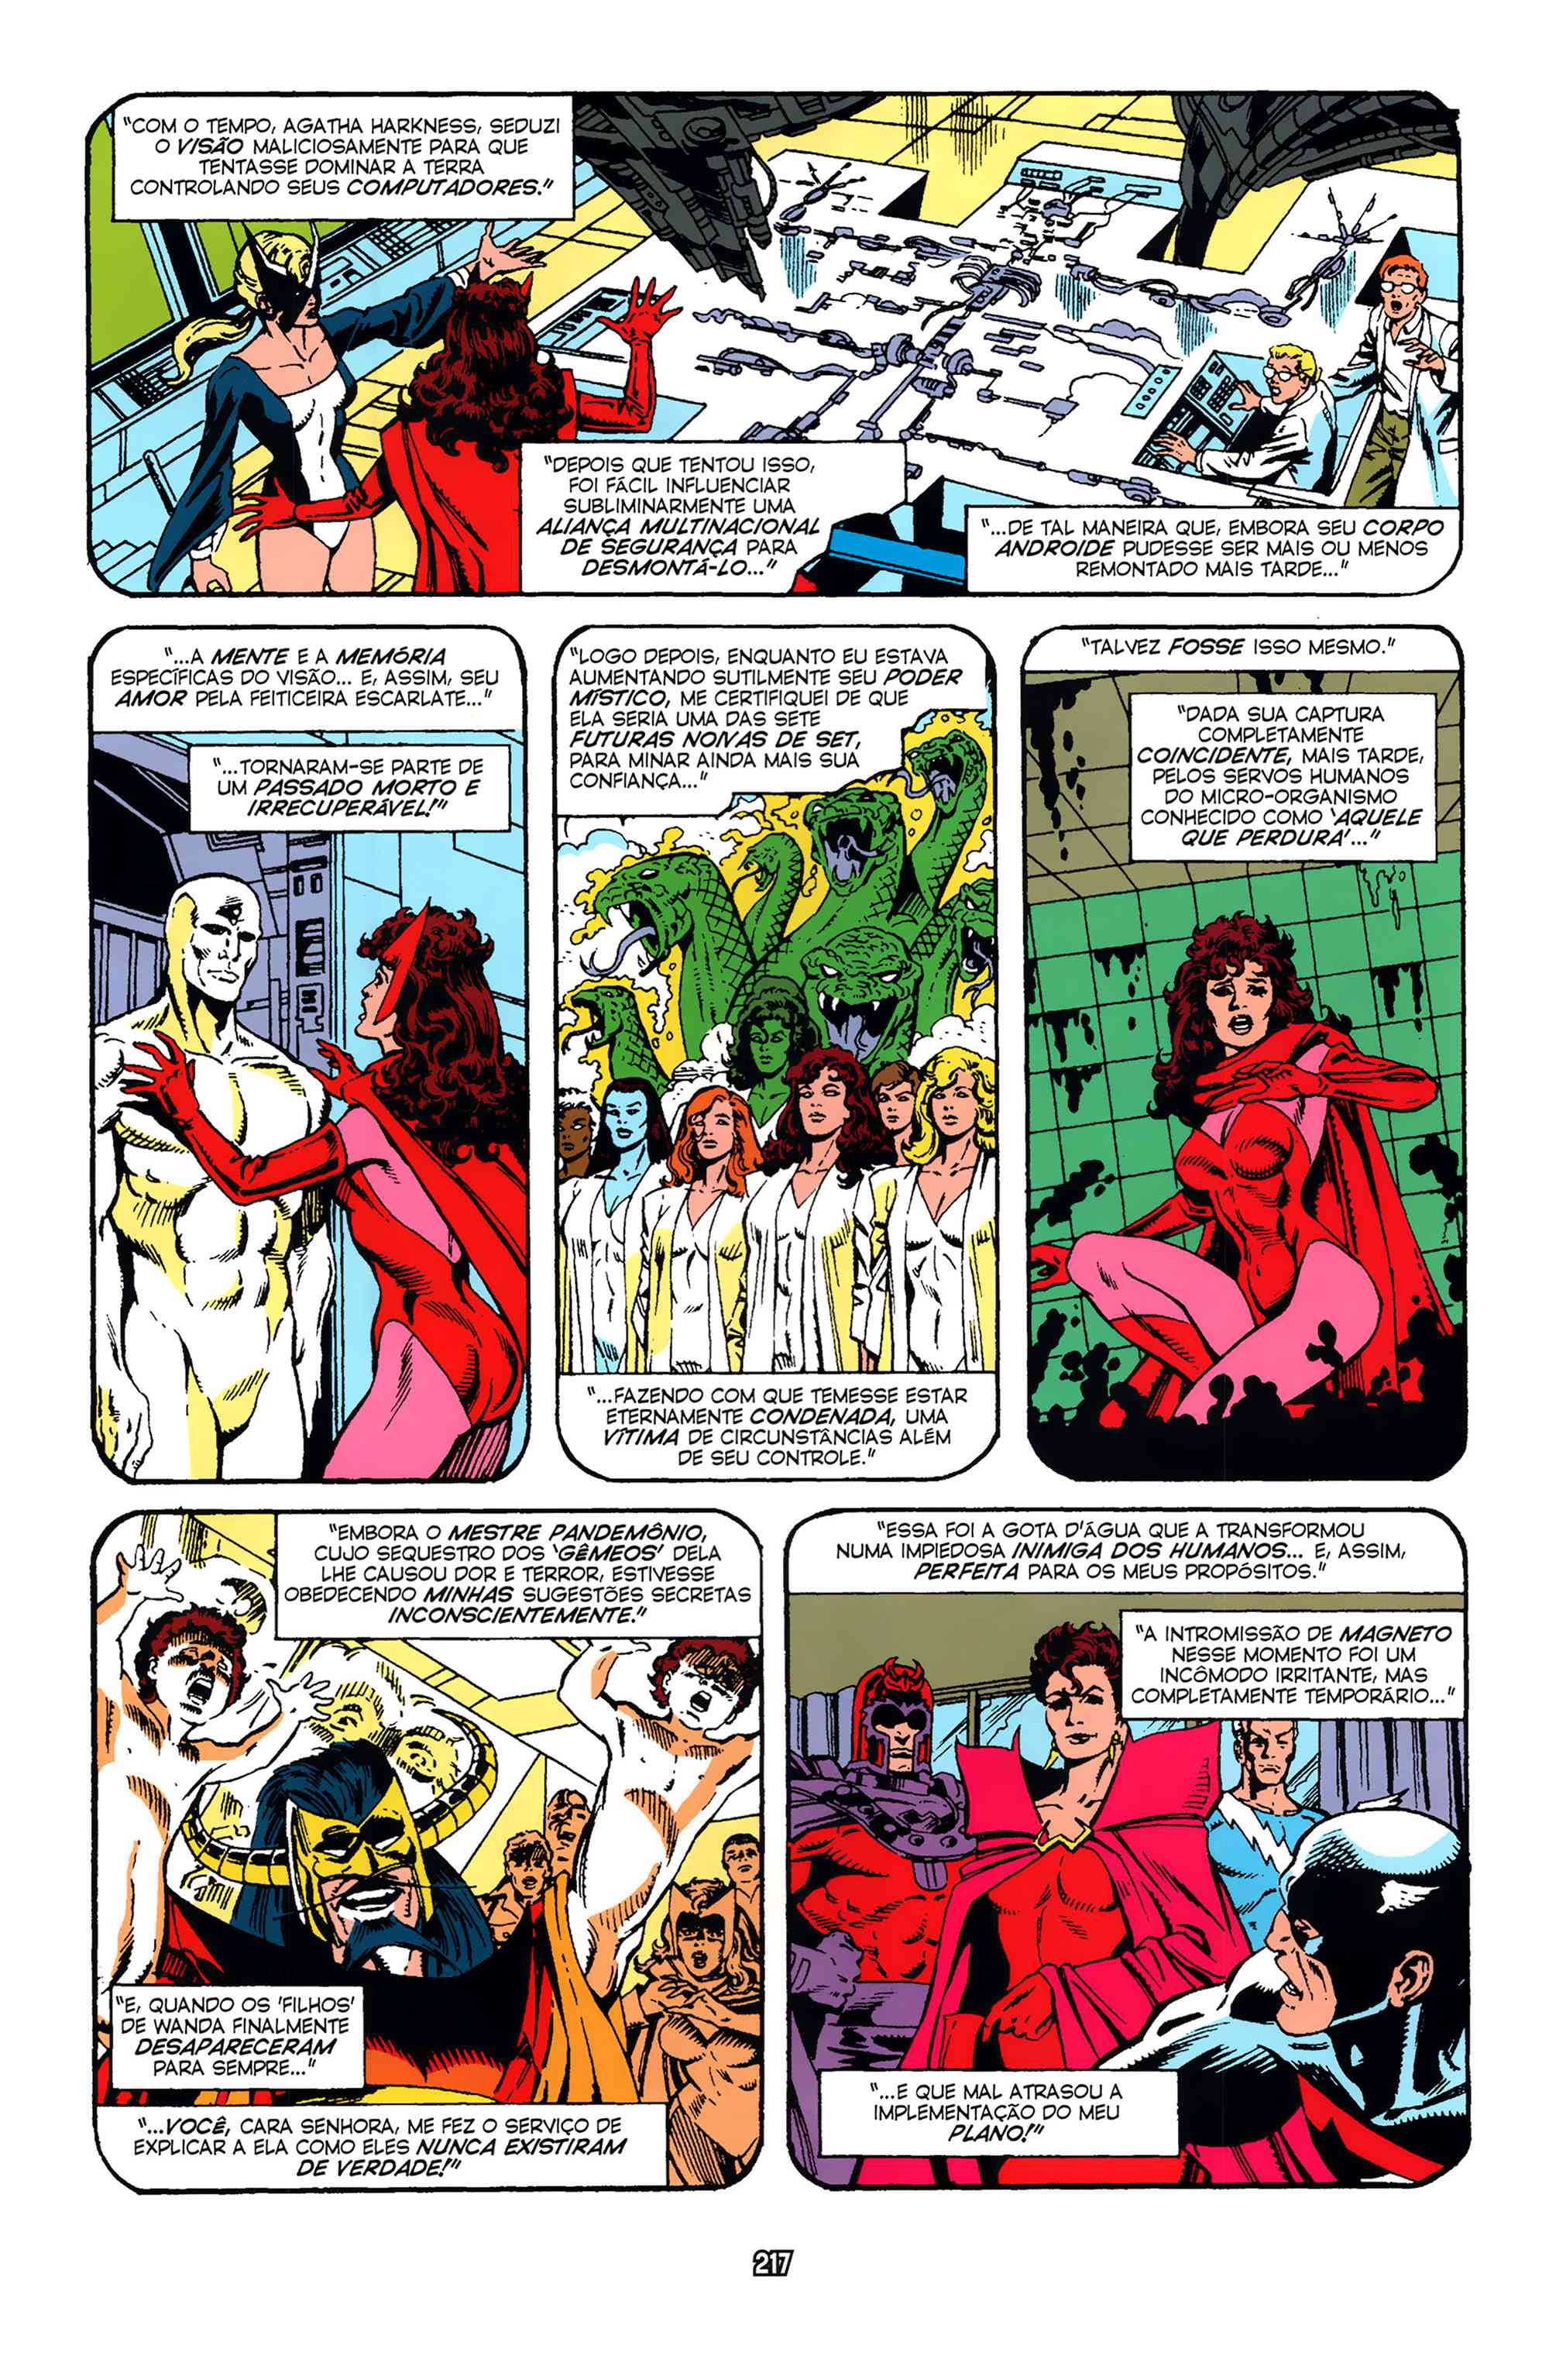 "COM O TEMPO, AGATHA HARKNESS, SEDUZI
O VISÃO MALICIOSAMENTE PARA QUE
TENTASSE DOMINAR A TERRA
CONTROLANDO SEUS COMPUTADORES."
"DEPOIS QUE TENTOU ISSO,
FOI FÁCIL INFLUENCIAR
SUBLIMINARMENTE UMA
ALIANÇA MULTINACIONAL
DE SEGURANÇA PARA
DESMONTÁ-LO..."
"...DE TAL MANEIRA QUE, EMBORA SEU CORPO
ANDROIDE PUDESSE SER MAIS OU MENOS
REMONTADO MAIS TARDE..."
"...A MENTE E A MEMÓRIA
ESPECÍFICAS DO VISÃO... E, ASSIM, SEU
AMOR PELA FEITICEIRA ESCARLATE..."
"...TORNARAM-SE PARTE DE
UM PASSADO MORTO E
IRRECUPERÁVEL!"
"LOGO DEPOIS, ENQUANTO EU ESTAVA
AUMENTANDO SUTILMENTE SEU PODER
MÍSTICO, ME CERTIFIQUEI DE QUE
ELA SERIA UMA DAS SETE
FUTURAS NOIVAS DE SET,
PARA MINAR AINDA MAIS SUA
CONFIANÇA..."
"...FAZENDO COM QUE TEMESSE ESTAR
ETERNAMENTE CONDENADA, UMA
VÍTIMA DE CIRCUNSTÂNCIAS ALÉM
DE SEU CONTROLE."
"TALVEZ FOSSE ISSO MESMO."
"DADA SUA CAPTURA
COMPLETAMENTE
COINCIDENTE, MAIS TARDE,
PELOS SERVOS HUMANOS
DO MICRO-ORGANISMO
CONHECIDO COMO 'AQUELE
QUE PERDURA'..."
"EMBORA O MESTRE PANDEMÔNIO,
CUJO SEQUESTRO DOS 'GÊMEOS' DELA
LHE CAUSOU DOR E TERROR, ESTIVESSE
OBEDECENDO MINHAS SUGESTÕES SECRETAS
INCONSCIENTEMENTE."
"E, QUANDO OS 'FILHOS'
DE WANDA FINALMENTE
DESAPARECERAM
PARA SEMPRE..."
"...VOCÊ, CARA SENHORA, ME FEZ O SERVIÇO DE
EXPLICAR A ELA COMO ELES NUNCA EXISTIRAM
DE VERDADE!"
"ESSA FOI A GOTA D'ÁGUA QUE A TRANSFORMOU
NUMA IMPIEDOSA INIMIGA DOS HUMANOS... E, ASSIM,
PERFEITA PARA OS MEUS PROPÓSITOS."
"A INTROMISSÃO DE MAGNETO
NESSE MOMENTO FOI UM
INCÔMODO IRRITANTE, MAS
COMPLETAMENTE TEMPORÁRIO..."
"...E QUE MAL ATRASOU A
IMPLEMENTAÇÃO DO MEU
PLANO!"
217